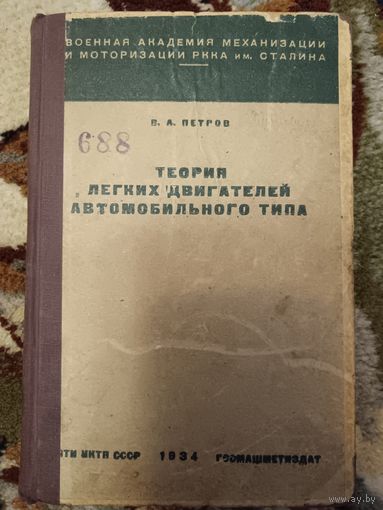 ВОЕННАЯ АКАДЕМИЯ МЕХАНИЗАЦИИ
И МОТОРИЗАЦИИ РККА ИМ. СТАЛИНА
В. А. ПЕТРОВ
688
ТЕОРИЯ
ЛЕГКИХ ДВИГАТЕЛЕЙ
АВТОМОБИЛЬНОГО ТИПА
НТИ НКТП СССР 1934 ГОСМАШМЕТИЗДАТ
www.ay.by